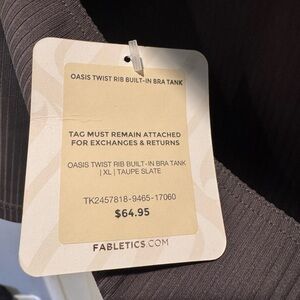 OASIS TWIST RIB BUILT-IN BRA TANK
TAG MUST REMAIN ATTACHED
FOR EXCHANGES & RETURNS
OASIS TWIST RIB BUILT-IN BRA TANK
| XL | TAUPE SLATE
TK2457818-9465-17060
$64.95
FABLETICS.COM